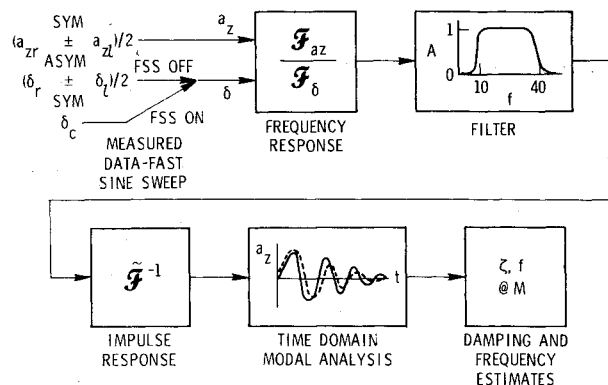 SYM
(a_zr ± a_zl)/2
ASYM
(δ_r ± δ_l)/2
SYM
δ_c
FSS OFF
FSS ON
a_z
δ
MEASURED
DATA-FAST
SINE SWEEP
ℱ_az
ℱ_δ
FREQUENCY
RESPONSE
A
1
0
10
40
f
FILTER
ℱ̃⁻¹
IMPULSE
RESPONSE
a_z
t
TIME DOMAIN
MODAL ANALYSIS
ζ, f
@ M
DAMPING AND
FREQUENCY
ESTIMATES